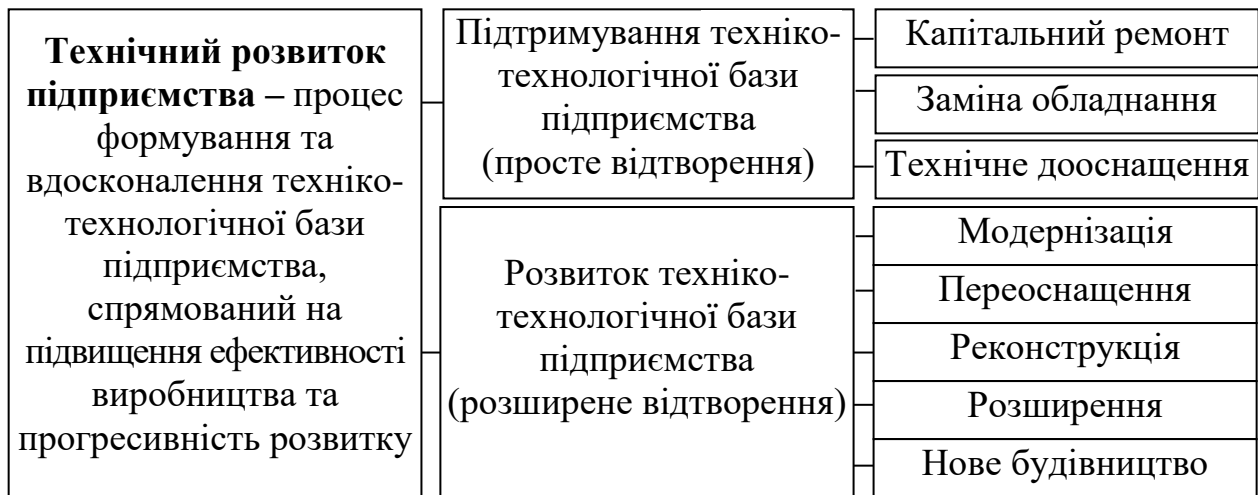 Технічний розвиток
підприємства – процес
формування та
вдосконалення техніко-
технологічної бази
підприємства,
спрямований на
підвищення ефективності
виробництва та
прогресивність розвитку
Підтримування техніко-
технологічної бази
підприємства
(просте відтворення)
Капітальний ремонт
Заміна обладнання
Технічне дооснащення
Розвиток техніко-
технологічної бази
підприємства
(розширене відтворення)
Модернізація
Переоснащення
Реконструкція
Розширення
Нове будівництво